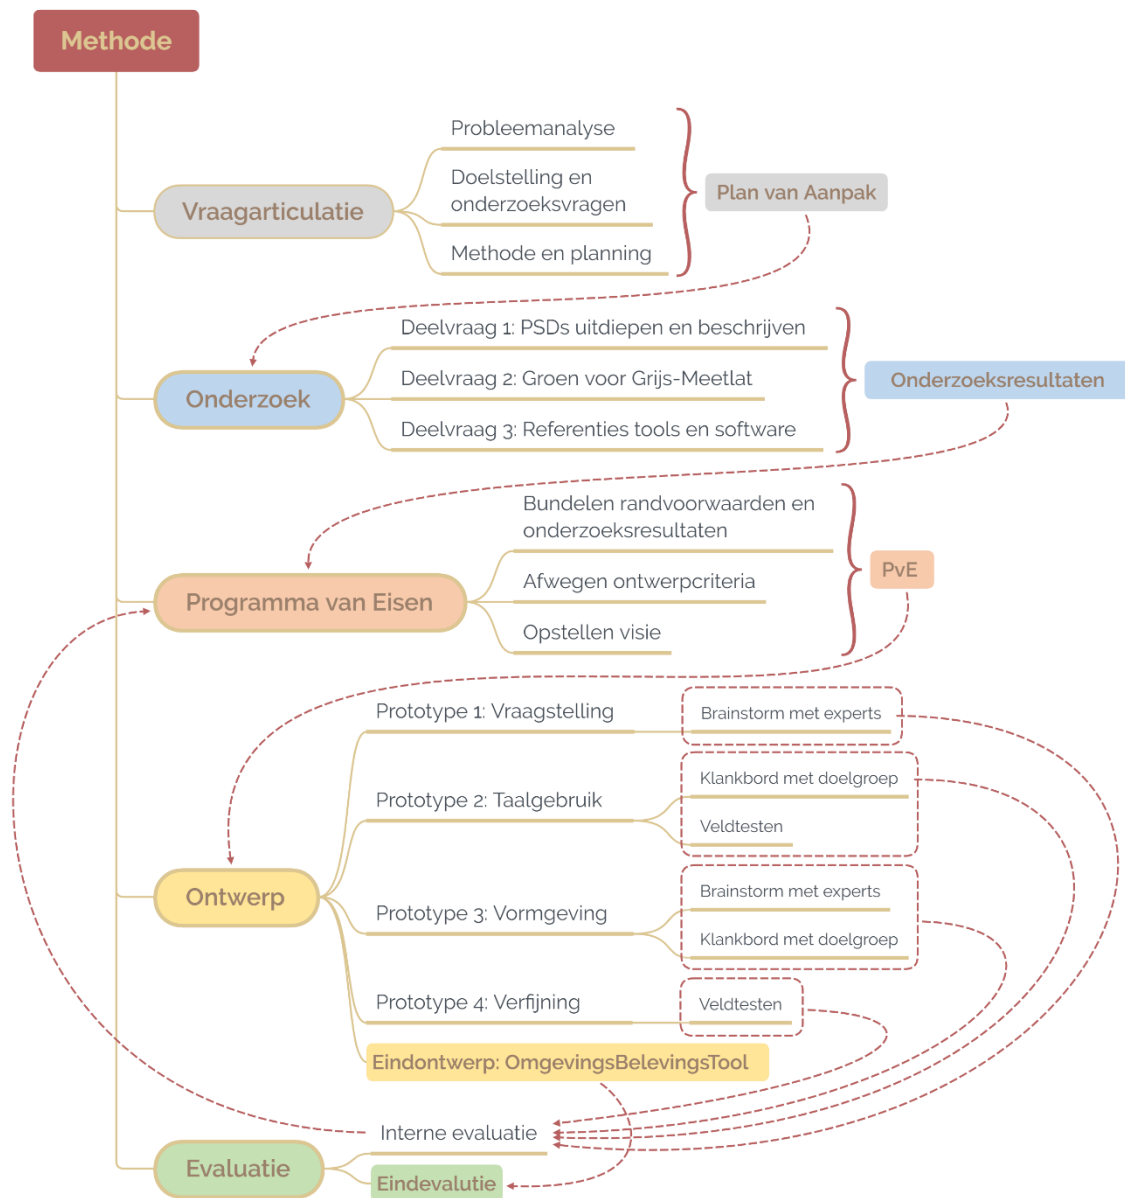 Methode
Vraagarticulatie
Probleemanalyse
Doelstelling en
onderzoeksvragen
Methode en planning
Plan van Aanpak
Onderzoek
Deelvraag 1: PSDs uitdiepen en beschrijven
Deelvraag 2: Groen voor Grijs-Meetlat
Deelvraag 3: Referenties tools en software
Onderzoeksresultaten
Programma van Eisen
Bundelen randvoorwaarden en
onderzoeksresultaten
Afwegen ontwerpcriteria
Opstellen visie
PvE
Ontwerp
Prototype 1: Vraagstelling
Brainstorm met experts
Prototype 2: Taalgebruik
Klankbord met doelgroep
Veldtesten
Prototype 3: Vormgeving
Brainstorm met experts
Klankbord met doelgroep
Prototype 4: Verfijning
Veldtesten
Eindontwerp: OmgevingsBelevingsTool
Evaluatie
Interne evaluatie
Eindevalutie